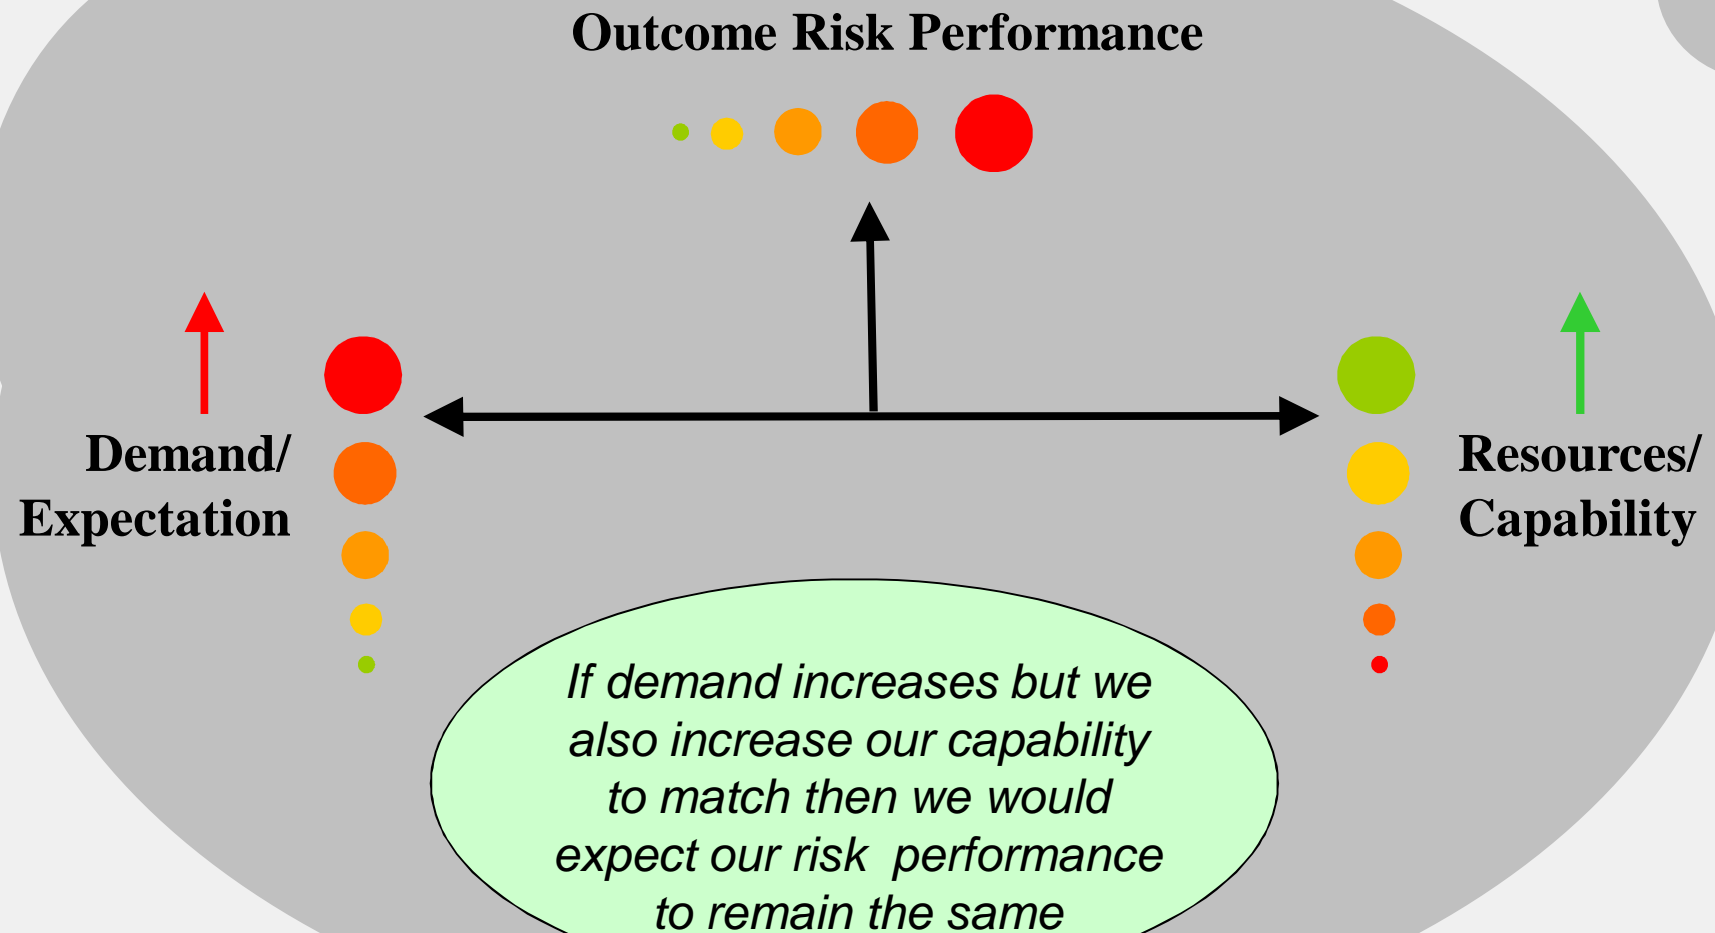 Outcome Risk Performance
Demand/
Expectation
Resources/
Capability
If demand increases but we
also increase our capability
to match then we would
expect our risk  performance
to remain the same